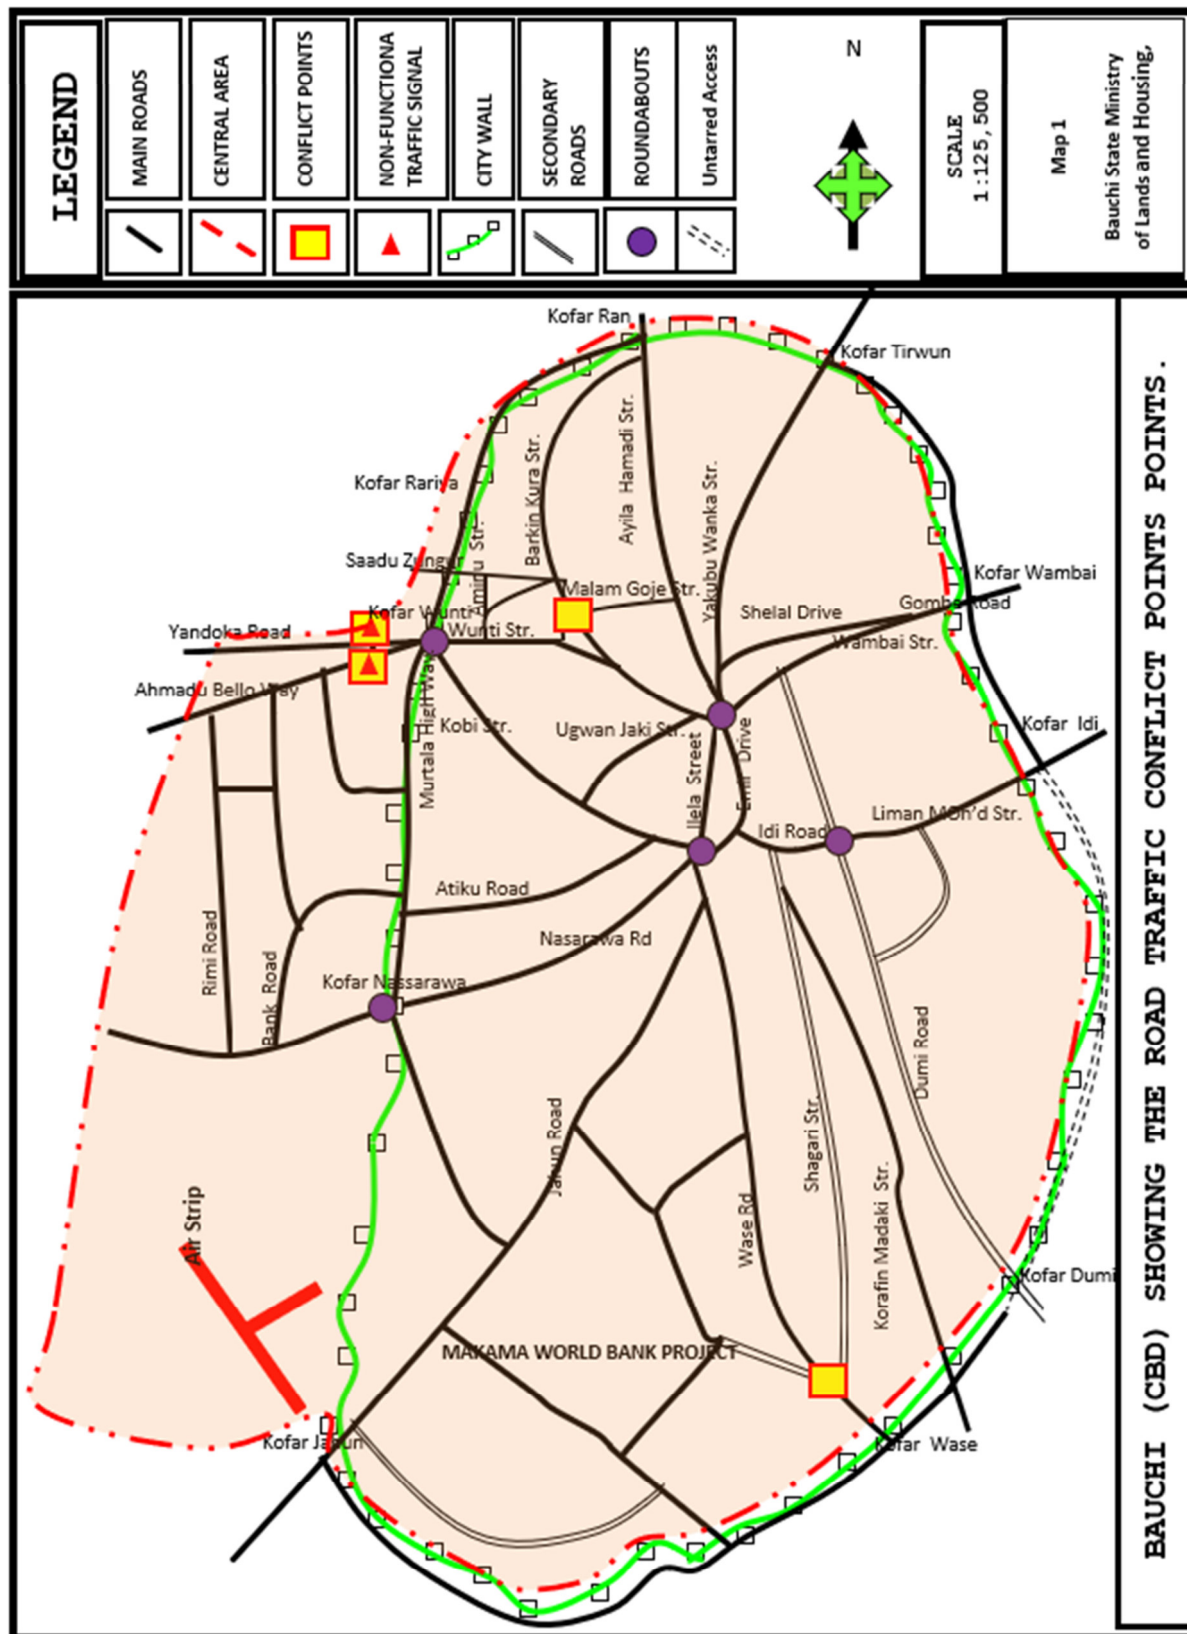 LEGEND
MAIN ROADS
CENTRAL AREA
CONFLICT POINTS
NON-FUNCTIONA
TRAFFIC SIGNAL
CITY WALL
SECONDARY
ROADS
ROUNDABOUTS
Untarred Access
N
SCALE
1 :125, 500
Map 1
Bauchi State Ministry
of Lands and Housing,
Kofar Ran
Kofar Tirwun
Kofar Rariya
Barkin Kura Str.
Ayila Hamadi Str.
Yakubu Wanka Str.
Saadu Zungur
Aminu Str.
Malam Goje Str.
Kofar Wambai
Gombe Road
Shelal Drive
Wambai Str.
Kofar Wunti
Wunti Str.
Yandoka Road
Ahmadu Bello Way
Murtala High Way
Kobi Str.
Ugwan Jaki Str.
Ilela Street
Emir Drive
Kofar Idi
Idi Road
Liman MOh'd Str.
Atiku Road
Nasarawa Rd
Rimi Road
Bank Road
Kofar Nassarawa
Dumi Road
Jahun Road
Shagari Str.
Wase Rd
Korafin Madaki Str.
Air Strip
Kofar Dumi
MAKAMA WORLD BANK PROJECT
Kofar Jahun
Kofar Wase
BAUCHI (CBD) SHOWING THE ROAD TRAFFIC CONFLICT POINTS POINTS.